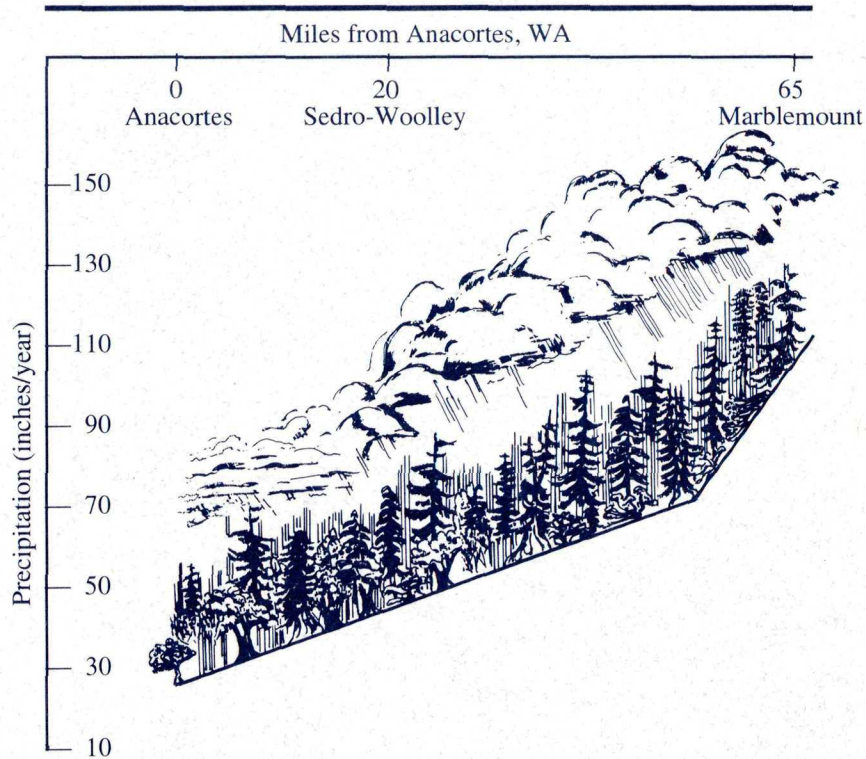 Miles from Anacortes, WA
0 20 65
Anacortes Sedro-Woolley Marblemount
150
130
110
90
70
50
30
10
Precipitation (inches/year)